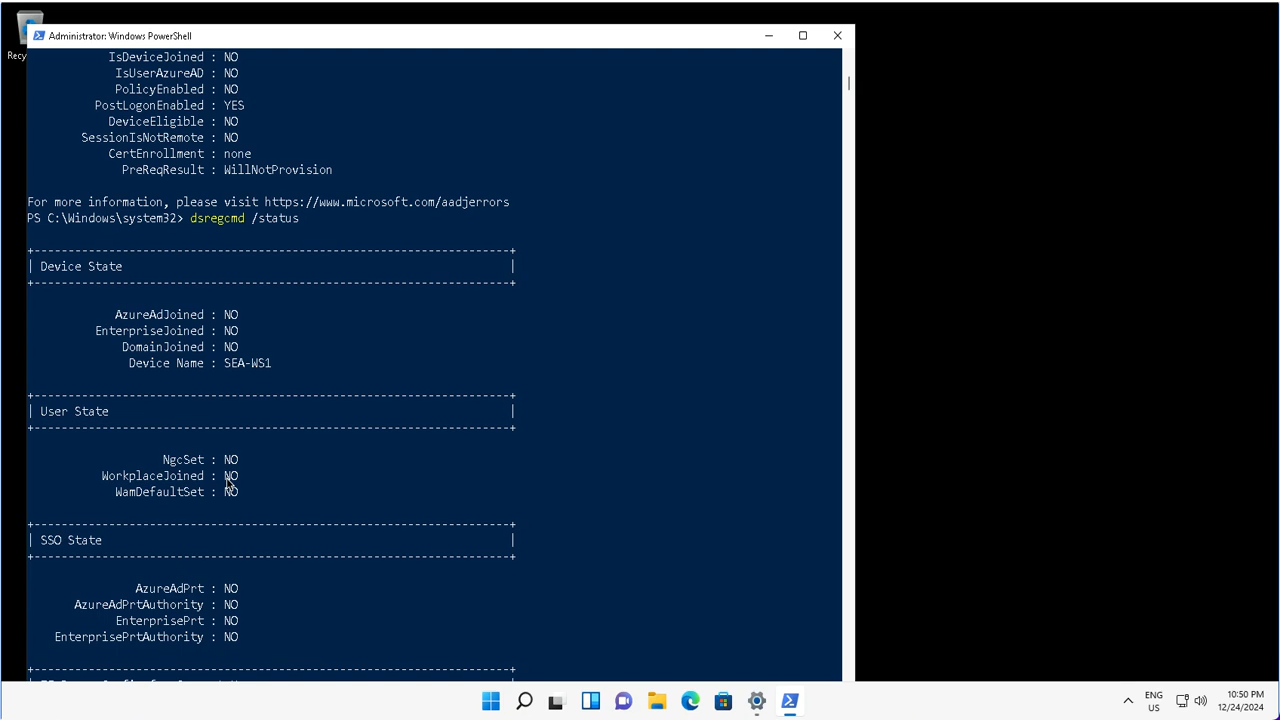 Recy
Administrator: Windows PowerShell
IsDeviceJoined : NO
IsUserAzureAD : NO
PolicyEnabled : NO
PostLogonEnabled : YES
DeviceEligible : NO
SessionIsNotRemote : NO
CertEnrollment : none
PreReqResult : WillNotProvision
For more information, please visit https://www.microsoft.com/aadjerrors
PS C:\Windows\system32> dsregcmd /status
+----------------------------------------------------------------------+
| Device State                                                         |
+----------------------------------------------------------------------+
AzureAdJoined : NO
EnterpriseJoined : NO
DomainJoined : NO
Device Name : SEA-WS1
+----------------------------------------------------------------------+
| User State                                                           |
+----------------------------------------------------------------------+
NgcSet : NO
WorkplaceJoined : NO
WamDefaultSet : NO
+----------------------------------------------------------------------+
| SSO State                                                            |
+----------------------------------------------------------------------+
AzureAdPrt : NO
AzureAdPrtAuthority : NO
EnterprisePrt : NO
EnterprisePrtAuthority : NO
+----------------------------------------------------------------------+
ENG
US
10:50 PM
12/24/2024